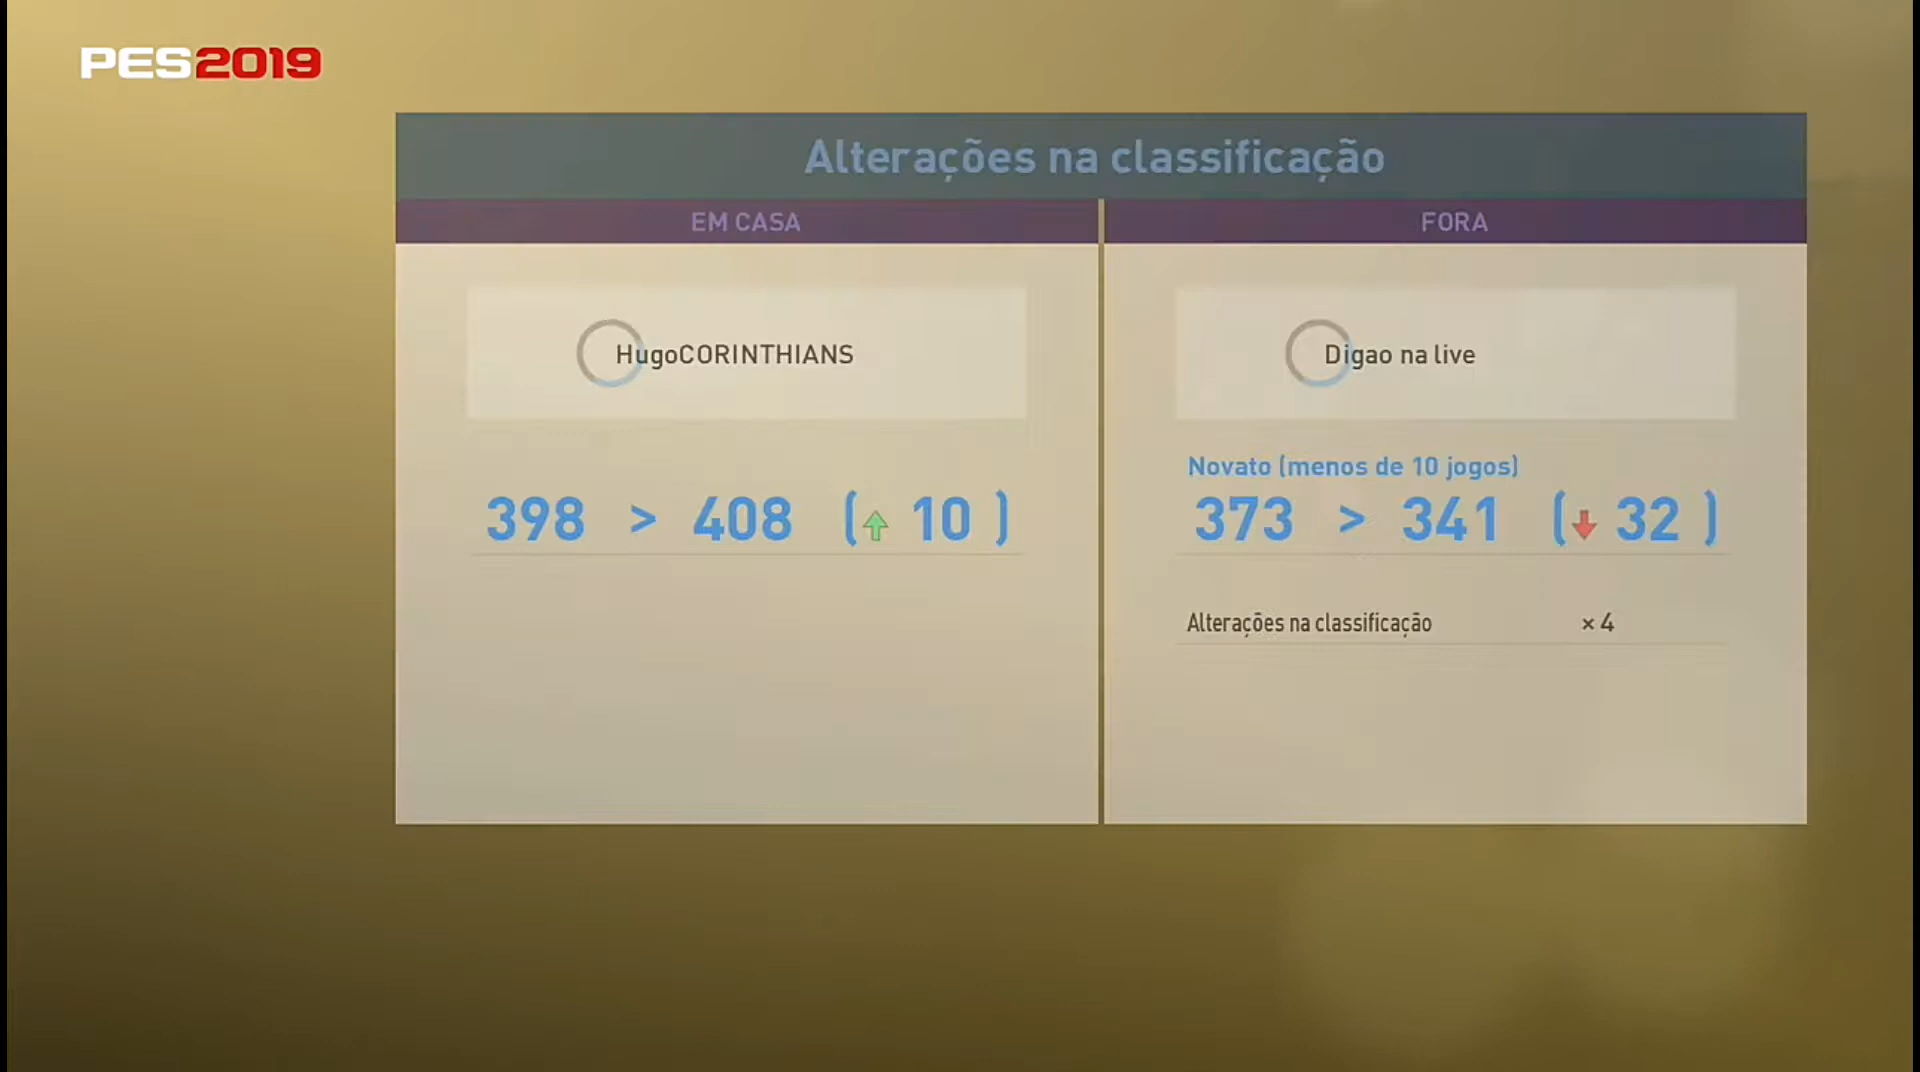 PES2019
Alterações na classificação
EM CASA
FORA
HugoCORINTHIANS
Digao na live
Novato (menos de 10 jogos)
398 > 408 (↑ 10 )
373 > 341 (↓ 32 )
Alterações na classificação × 4